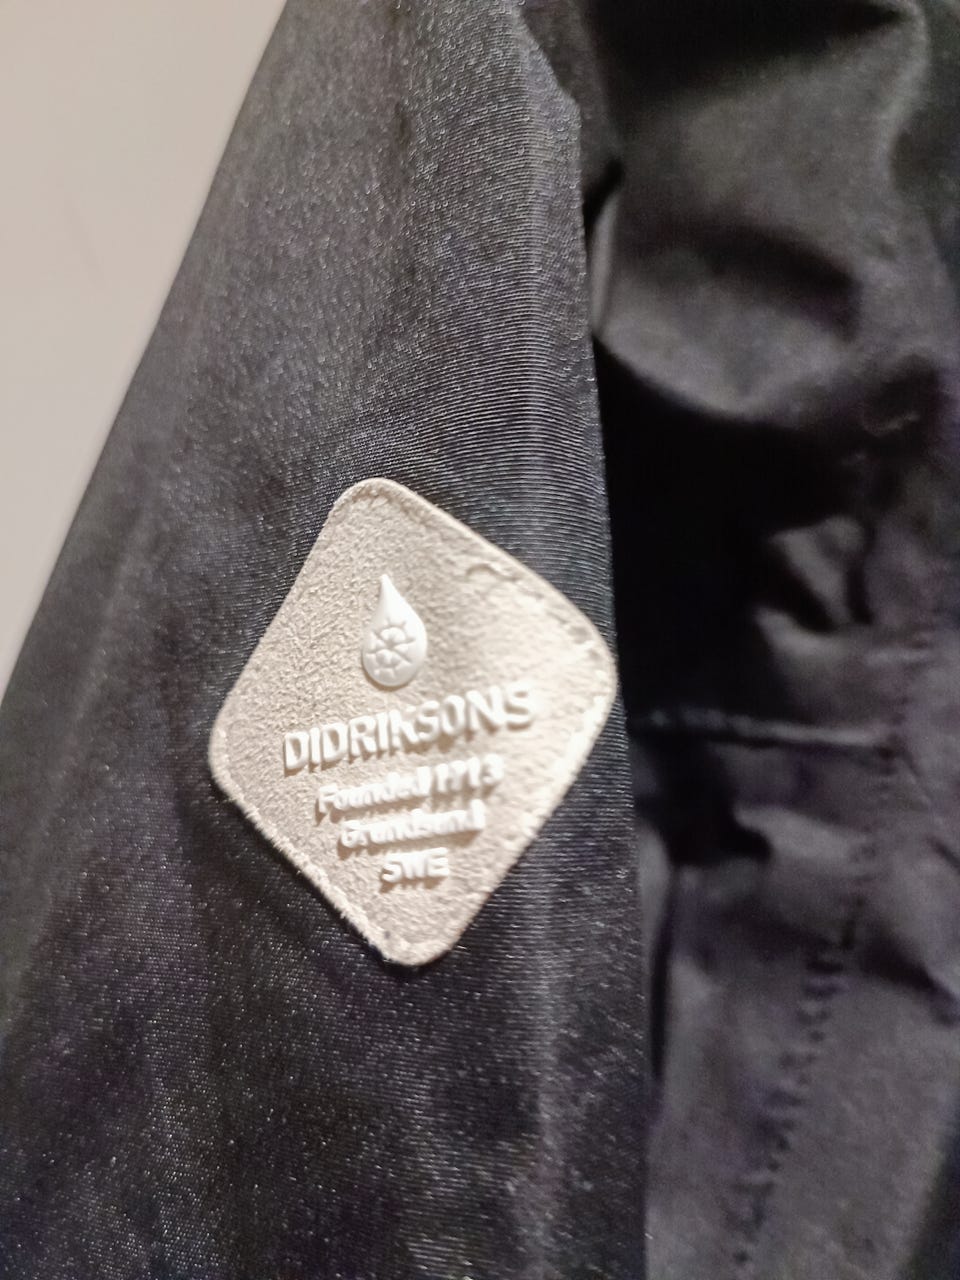 DIDRIKSONS
Founded 1913
Grundsund
SWE